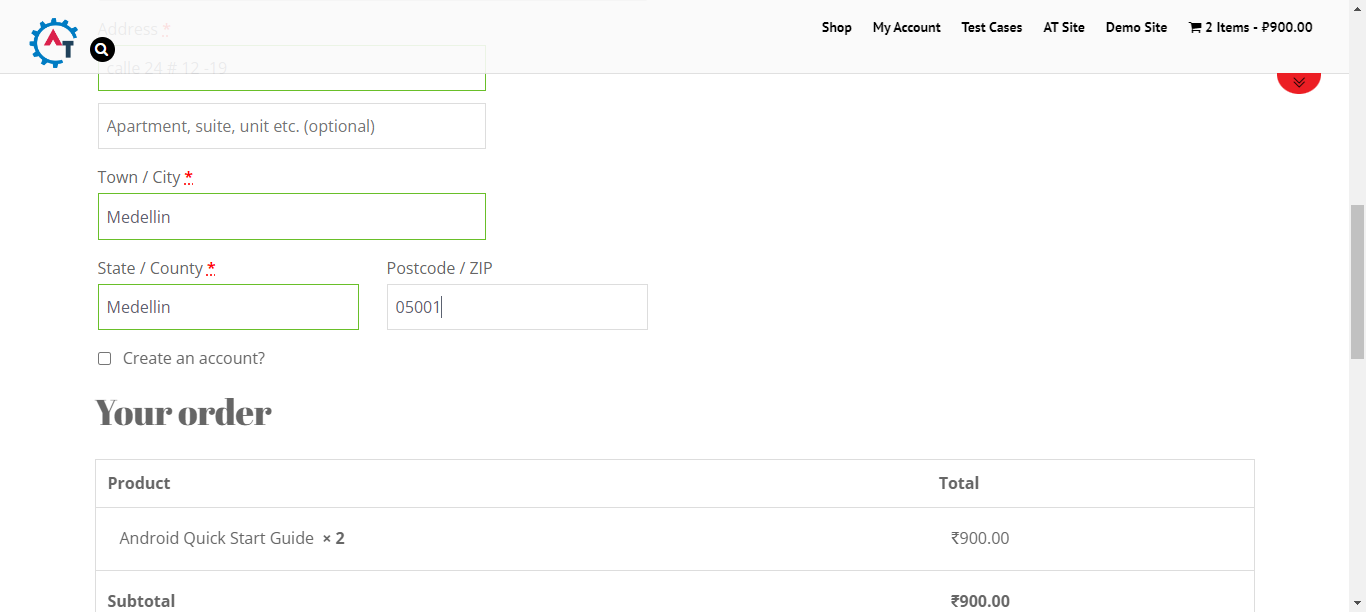 Address *
Shop My Account Test Cases AT Site Demo Site 2 Items - ₹900.00
AT
calle 24 # 12 -19
Apartment, suite, unit etc. (optional)
Town / City *
Medellin
State / County * Postcode / ZIP
Medellin 05001
Create an account?
Your order
Product Total
Android Quick Start Guide × 2 ₹900.00
Subtotal ₹900.00